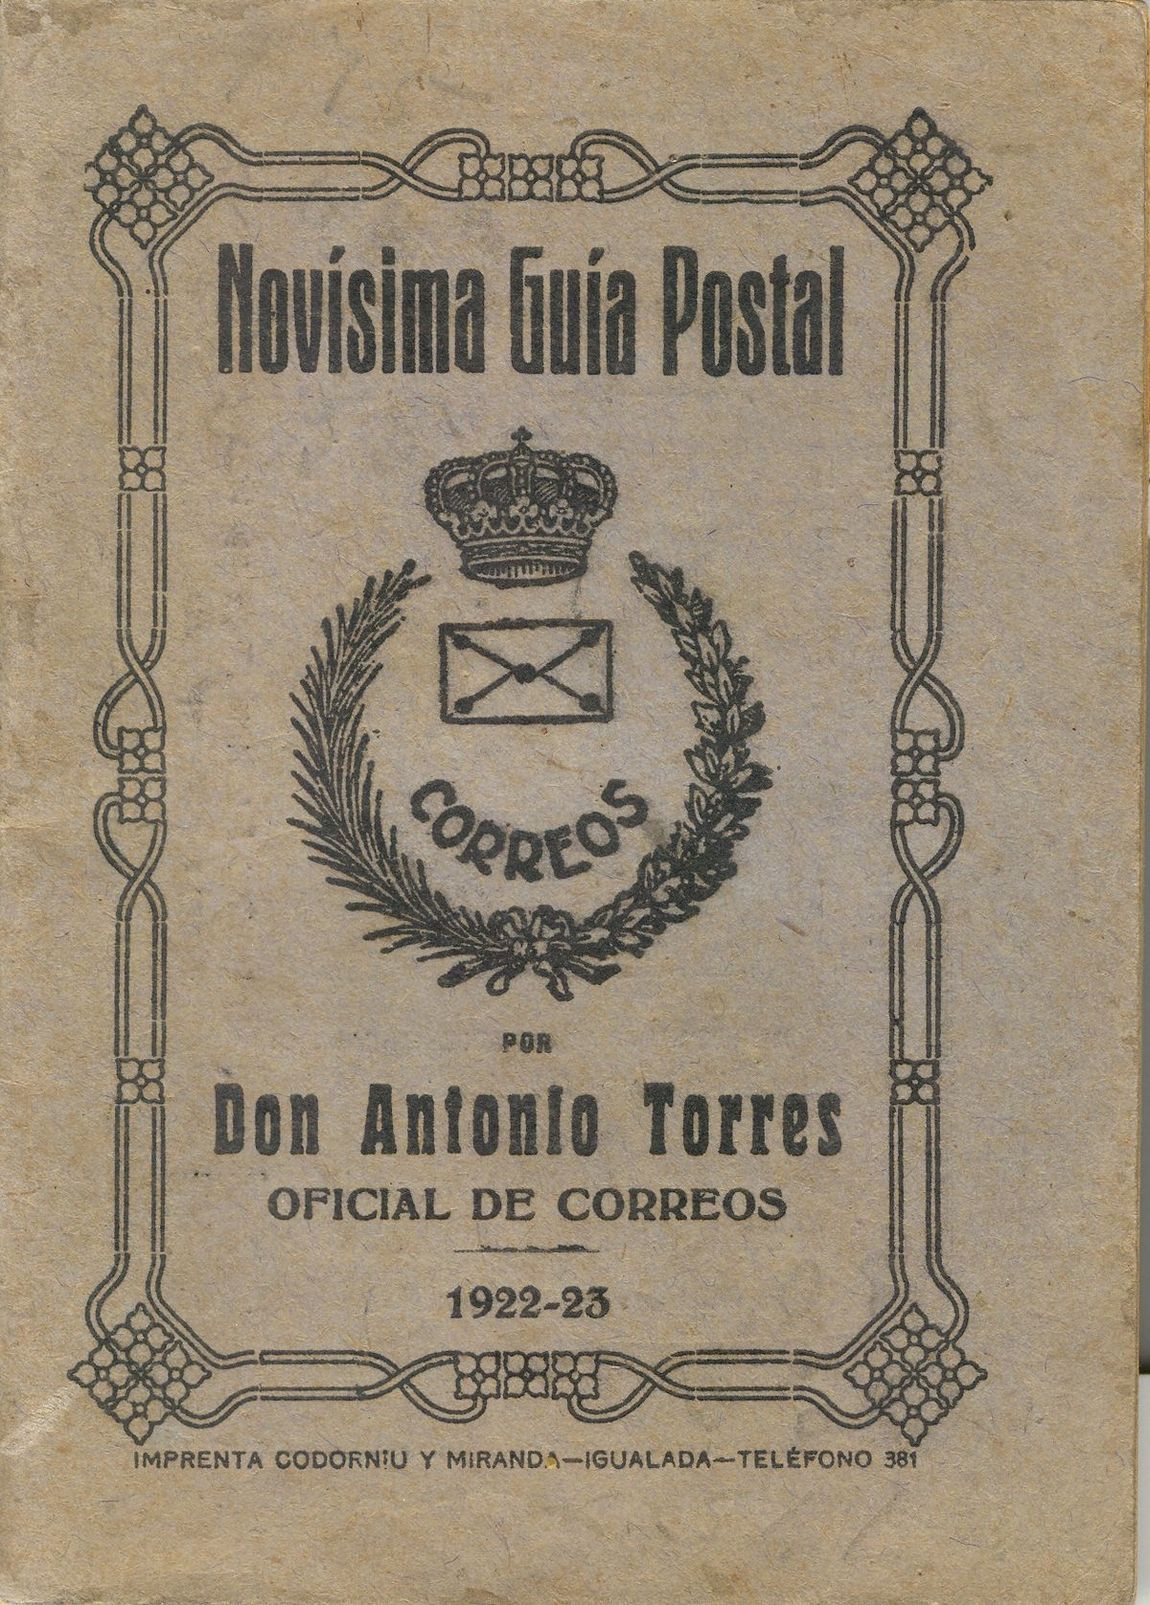 Novísima Guía Postal
CORREOS
POR
Don Antonio Torres
OFICIAL DE CORREOS
1922-23
IMPRENTA CODORNIU Y MIRANDA—IGUALADA—TELÉFONO 381